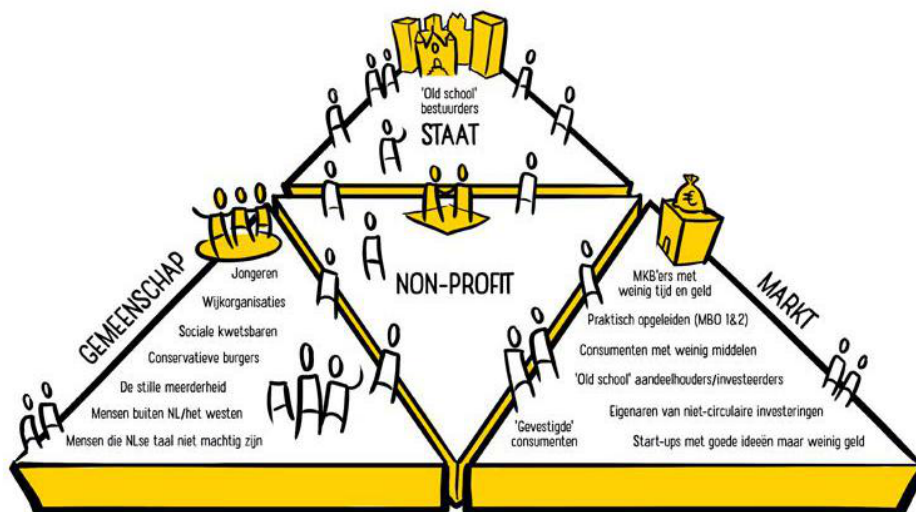 'Old school'
bestuurders
STAAT
NON-PROFIT
GEMEENSCHAP
Jongeren
Wijkorganisaties
Sociale kwetsbaren
Conservatieve burgers
De stille meerderheid
Mensen buiten NL/het westen
Mensen die NLse taal niet machtig zijn
MARKT
€
MKB'ers met
weinig tijd en geld
Praktisch opgeleiden (MBO 1&2)
Consumenten met weinig middelen
'Old school' aandeelhouders/investeerders
Eigenaren van niet-circulaire investeringen
Start-ups met goede ideeën maar weinig geld
'Gevestigde'
consumenten